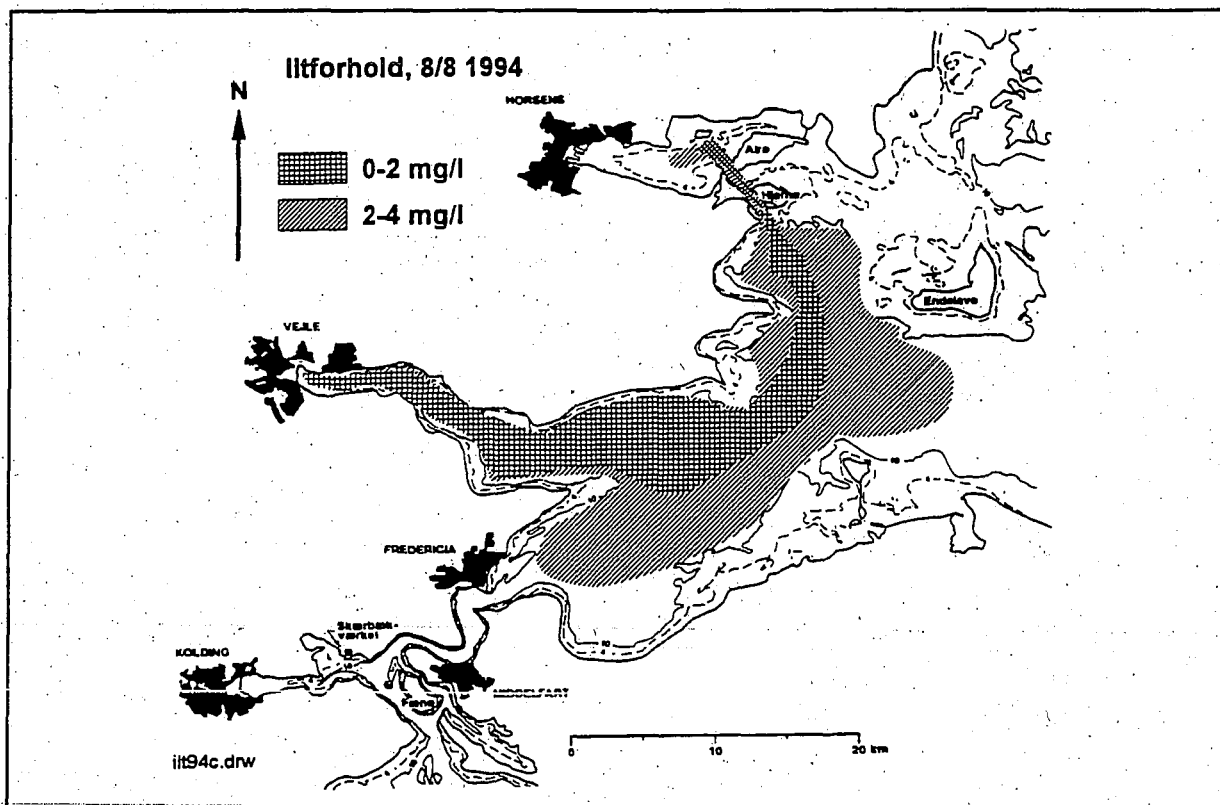 Iltforhold, 8/8 1994
N
HORSENS
0-2 mg/l
2-4 mg/l
Alrø
Hjarnø
Endelave
VEJLE
FREDERICIA
Skærbæk-
værket
KOLDING
MIDDELFART
Fænø
0 10 20 km
ilt94c.drw